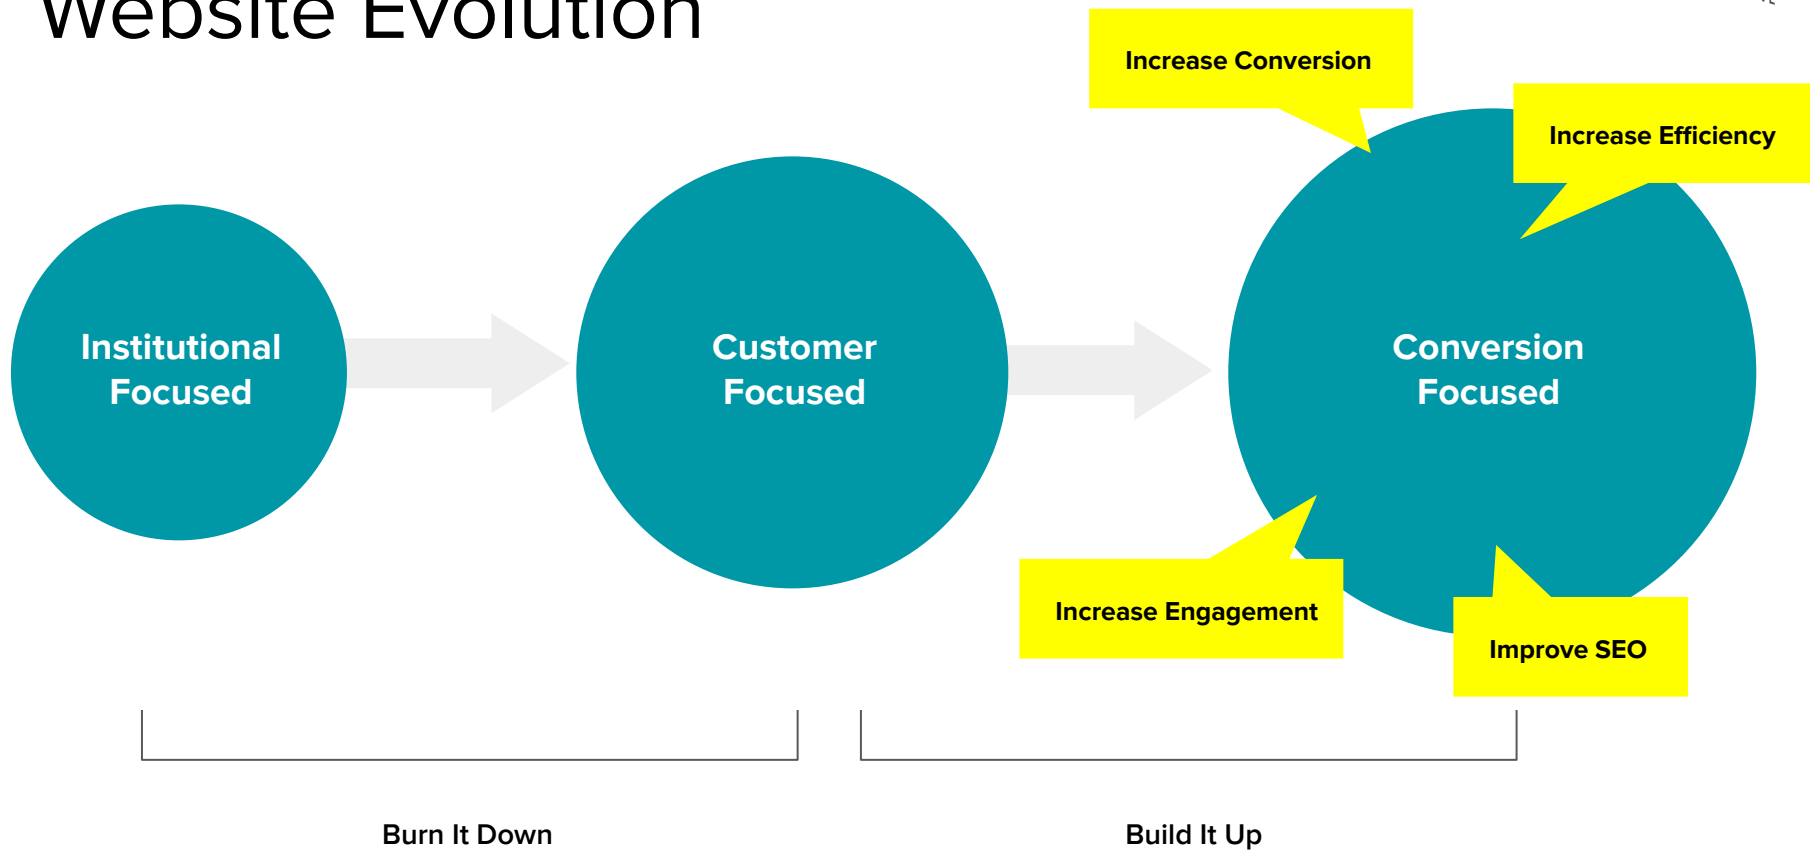 Website Evolution
Increase Conversion
Increase Efficiency
Institutional
Focused
Customer
Focused
Conversion
Focused
Increase Engagement
Improve SEO
Burn It Down
Build It Up